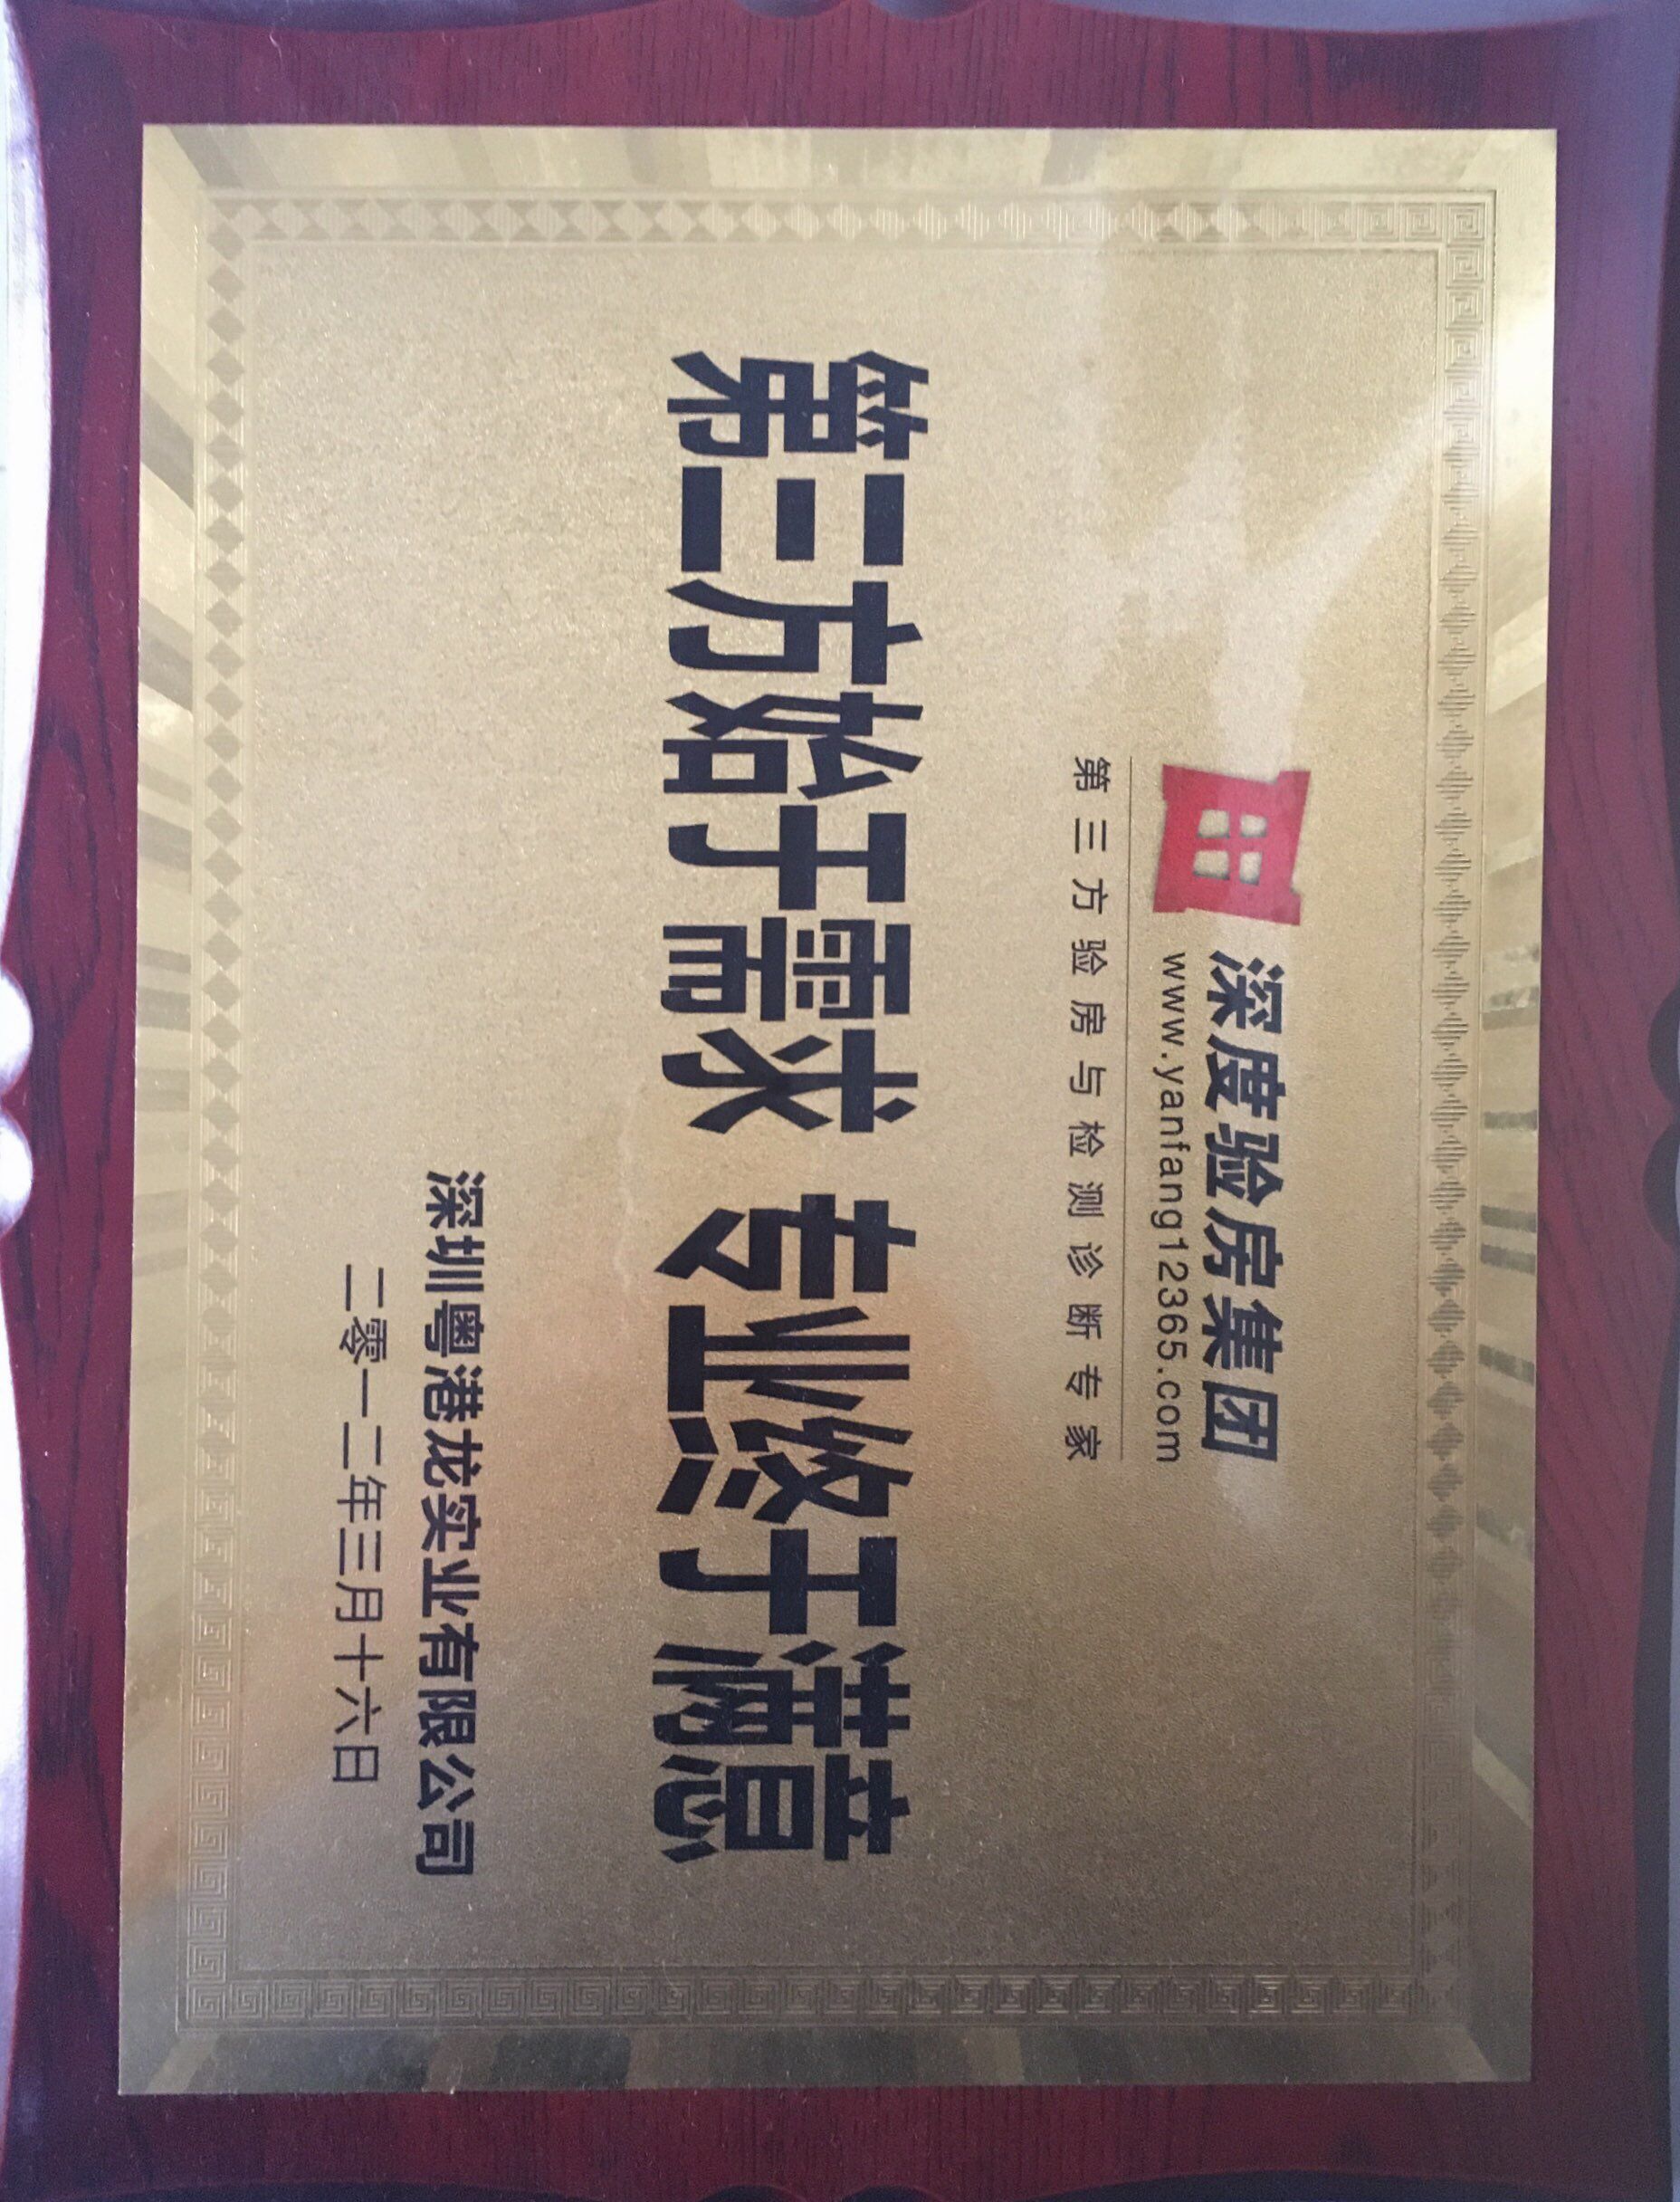 深度验房集团
www.yanfang12365.com
第三方验房与检测诊断专家
第三方始于需求 专业终于满意
深圳粤港龙实业有限公司
二零一二年三月十六日